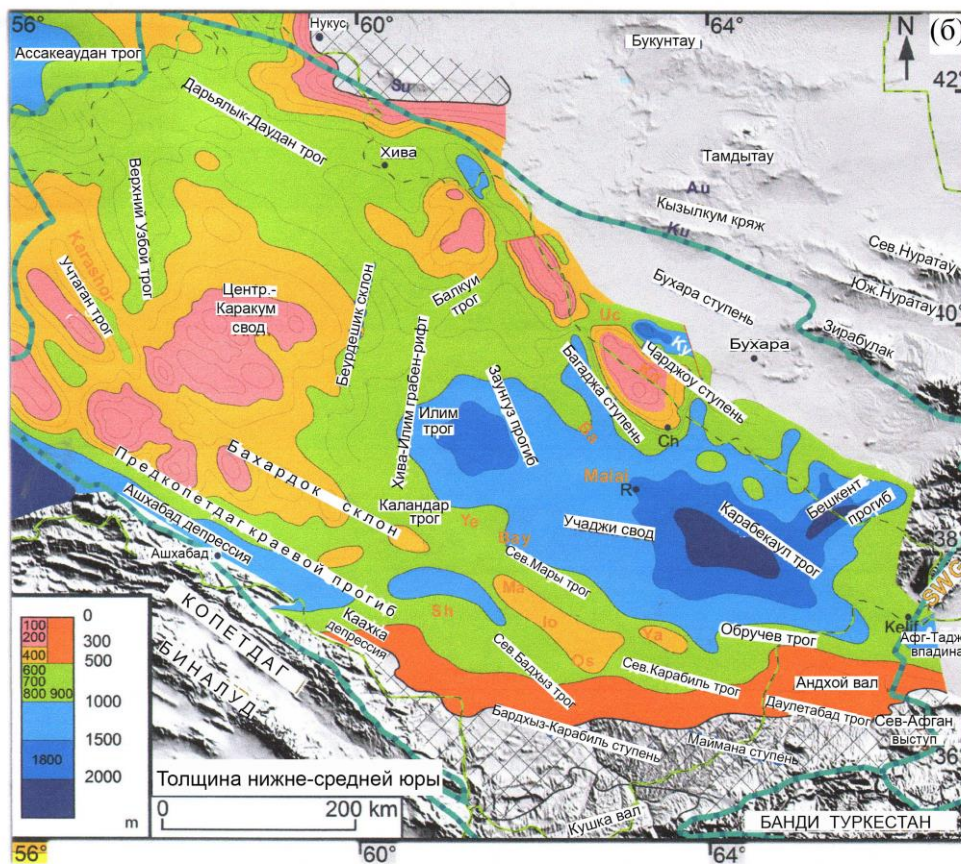 56°
60°
64°
N
(б)
Нукус
Букунтау
Ассакеаудан трог
Su
42°
Дарьялык-Даудан трог
Хива
Тамдытау
Au
Верхний Узбой трог
Кызылкум кряж
Ku
Сев.Нуратау
Karashor
Учтаган трог
Центр.-
Каракум
свод
Беурдешик склон
Балкуи
трог
Юж.Нуратау
Бухара ступень
40°
Зирабулак
Uc
Ky
Бухара
Чарджоу ступень
Багаджа ступень
Хива-Илим грабен-рифт
Заунгуз прогиб
Илим
трог
Ch
Бахардок склон
Предкопетдаг краевой прогиб
Ашхабад депрессия
Malai
R
Каландар
трог
Ye
Bay
Учаджи свод
Карабекаул трог
Бешкент
прогиб
38°
Ашхабад
Сев.Мары трог
SWG
Ma
Sh
Io
Ya
Kelif
КОПЕТДАГ
БИНАЛУД
Каахка
депрессия
Обручев трог
Афг-Тадж
впадина
Qs
Сев.Бадхыз трог
Сев.Карабиль трог
Андхой вал
Даулетабад трог
Сев-Афган
выступ
Бардхыз-Карабиль ступень
Маймана ступень
36°
Кушка вал
БАНДИ ТУРКЕСТАН
0
100
200
300
400
500
600
700
800 900
1000
1500
1800
2000
m
Толщина нижне-средней юры
0
200 km
56°
60°
64°